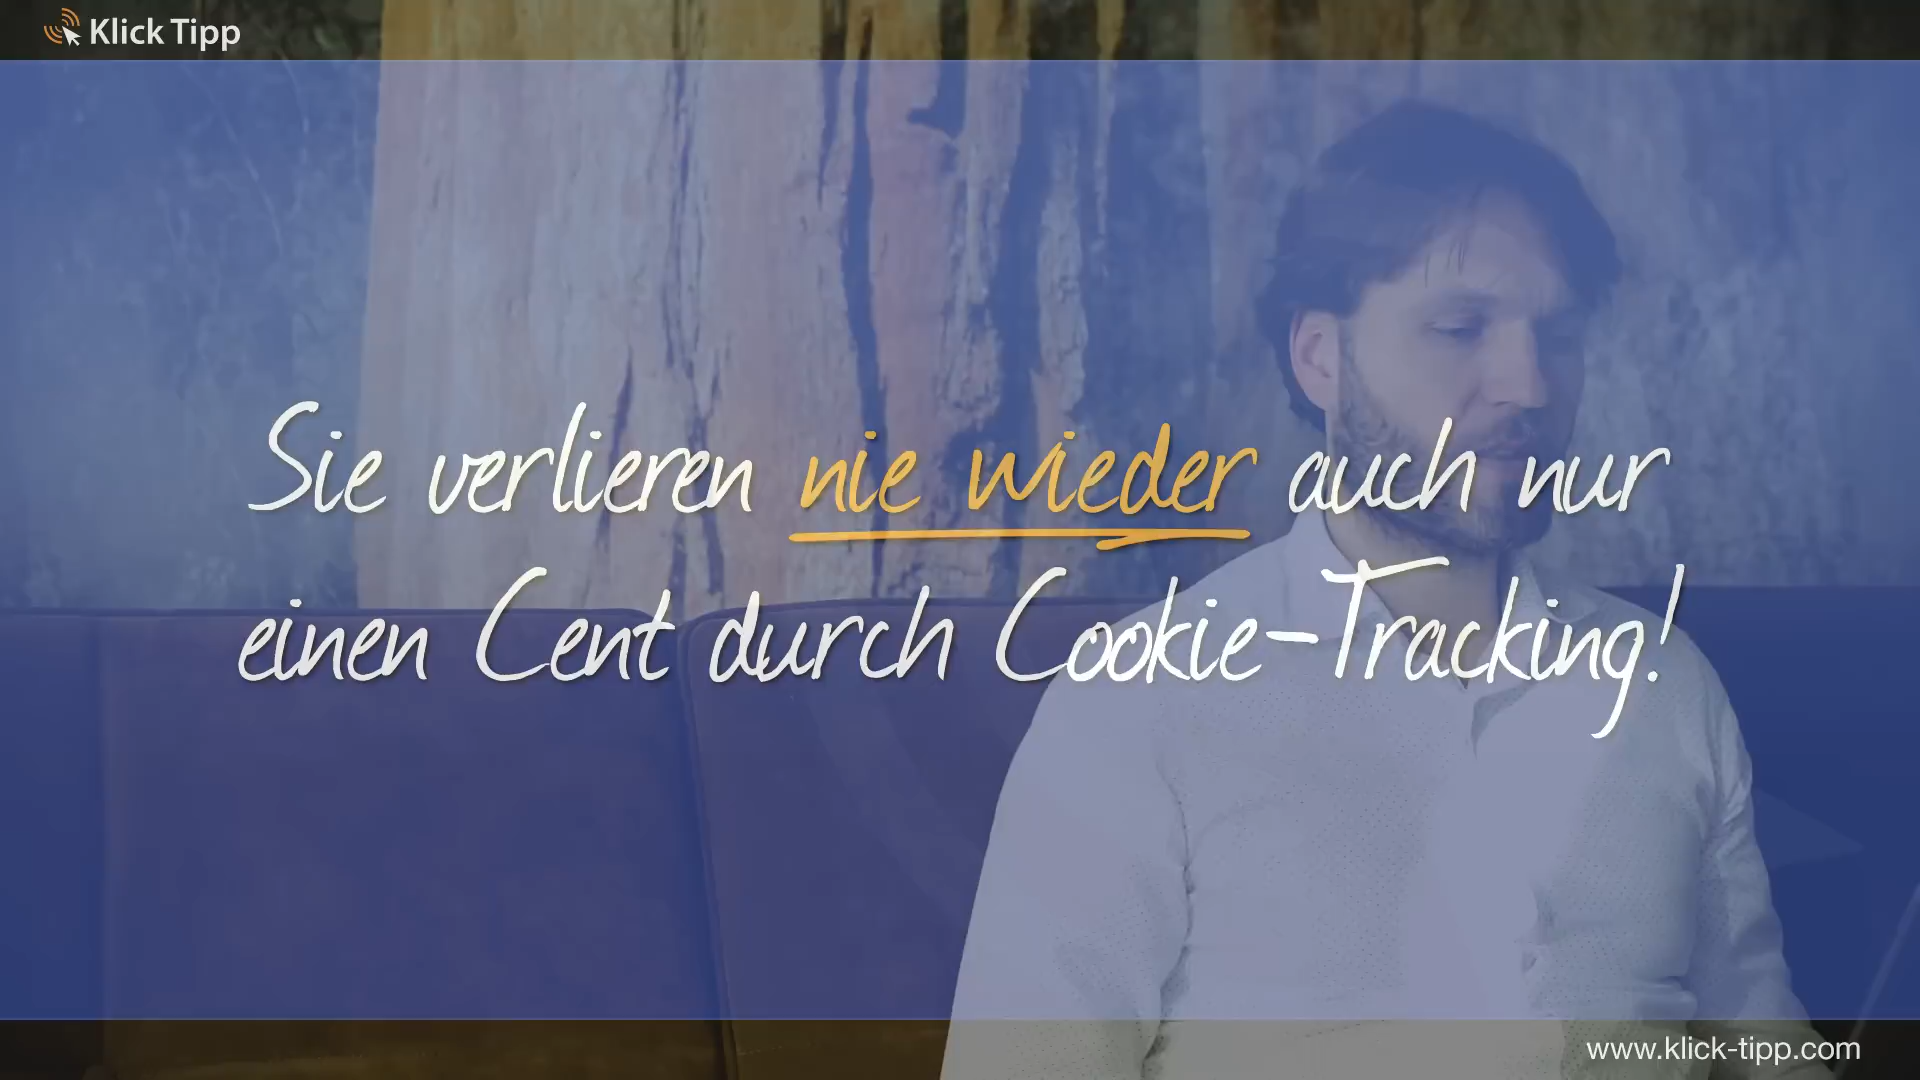 Klick Tipp
Sie verlieren nie wieder auch nur
einen Cent durch Cookie-Tracking!
www.klick-tipp.com